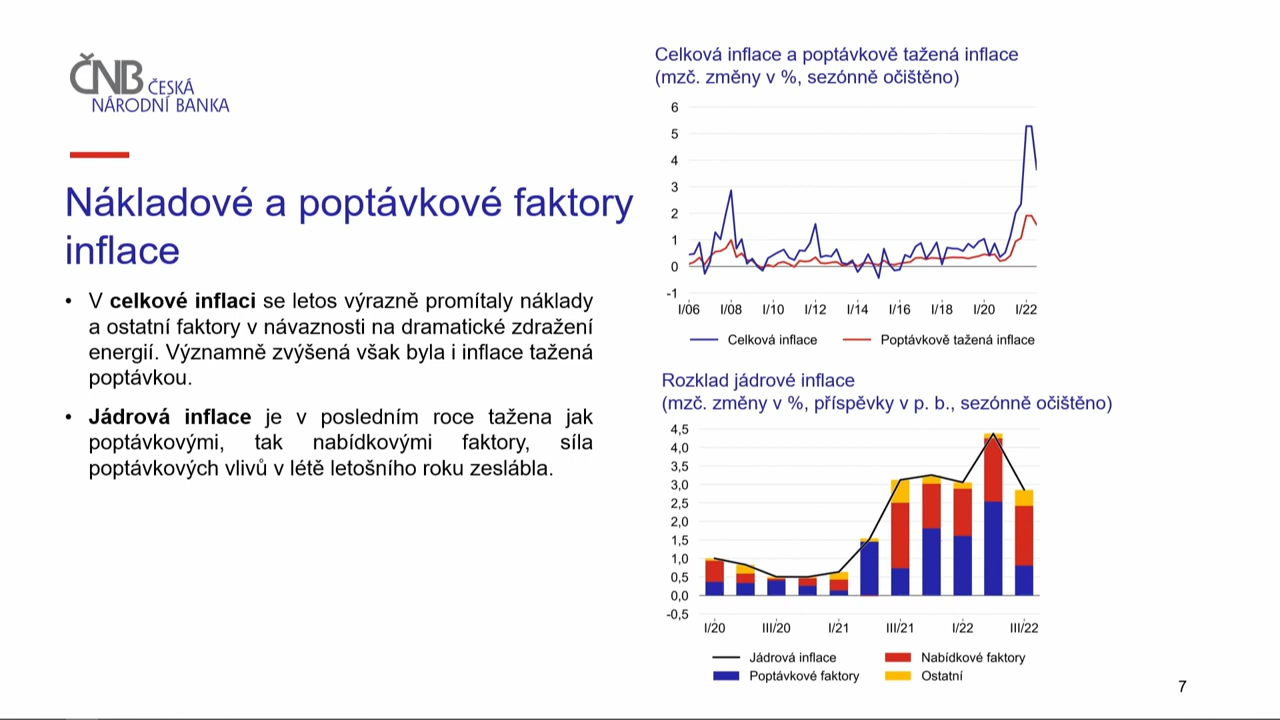 ČNB ČESKÁ
NÁRODNÍ BANKA
Nákladové a poptávkové faktory
inflace
• V celkové inflaci se letos výrazně promítaly náklady
a ostatní faktory v návaznosti na dramatické zdražení
energií. Významně zvýšená však byla i inflace tažená
poptávkou.
• Jádrová inflace je v posledním roce tažena jak
poptávkovými, tak nabídkovými faktory, síla
poptávkových vlivů v létě letošního roku zeslábla.
Celková inflace a poptávkově tažená inflace
(mzč. změny v %, sezónně očištěno)
6
5
4
3
2
1
0
-1
I/06 I/08 I/10 I/12 I/14 I/16 I/18 I/20 I/22
Celková inflace Poptávkově tažená inflace
Rozklad jádrové inflace
(mzč. změny v %, příspěvky v p. b., sezónně očištěno)
4,5
4,0
3,5
3,0
2,5
2,0
1,5
1,0
0,5
0,0
-0,5
I/20 III/20 I/21 III/21 I/22 III/22
Jádrová inflace Nabídkové faktory
Poptávkové faktory Ostatní
7